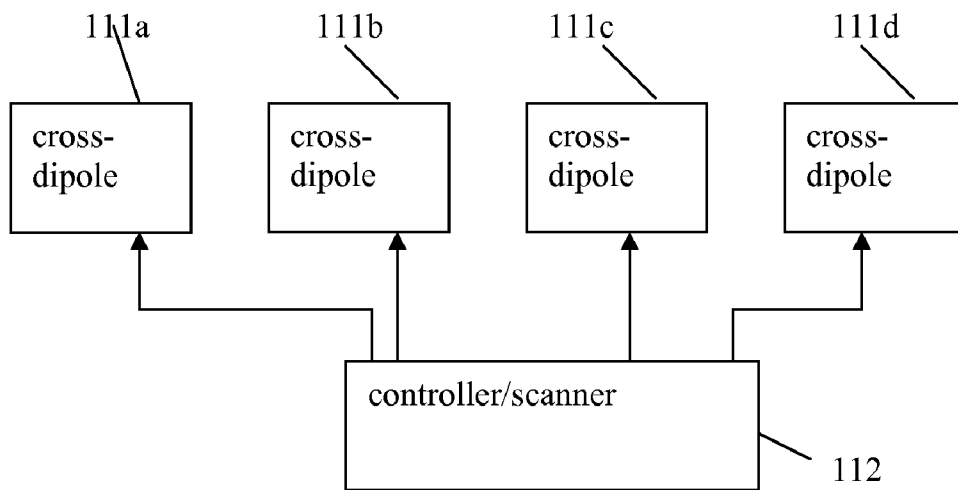 111a 111b 111c 111d
cross- cross- cross- cross-
dipole dipole dipole dipole
controller/scanner
112